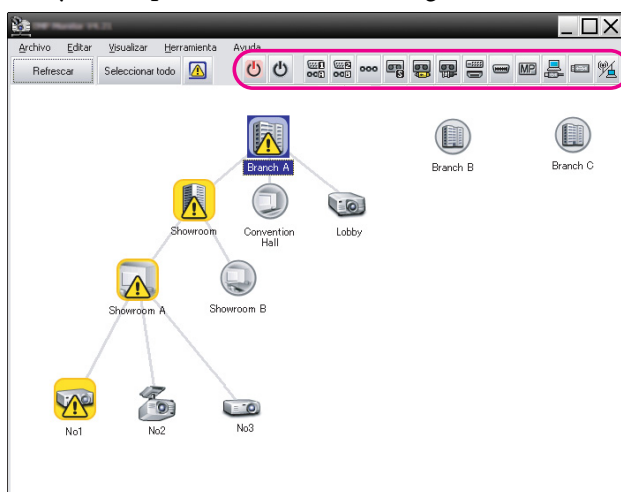 Archivo Editar Visualizar Herramienta Ayuda
Refrescar Seleccionar todo MP
Branch A Branch B Branch C
Showroom Convention Hall Lobby
Showroom A Showroom B
No1 No2 No3